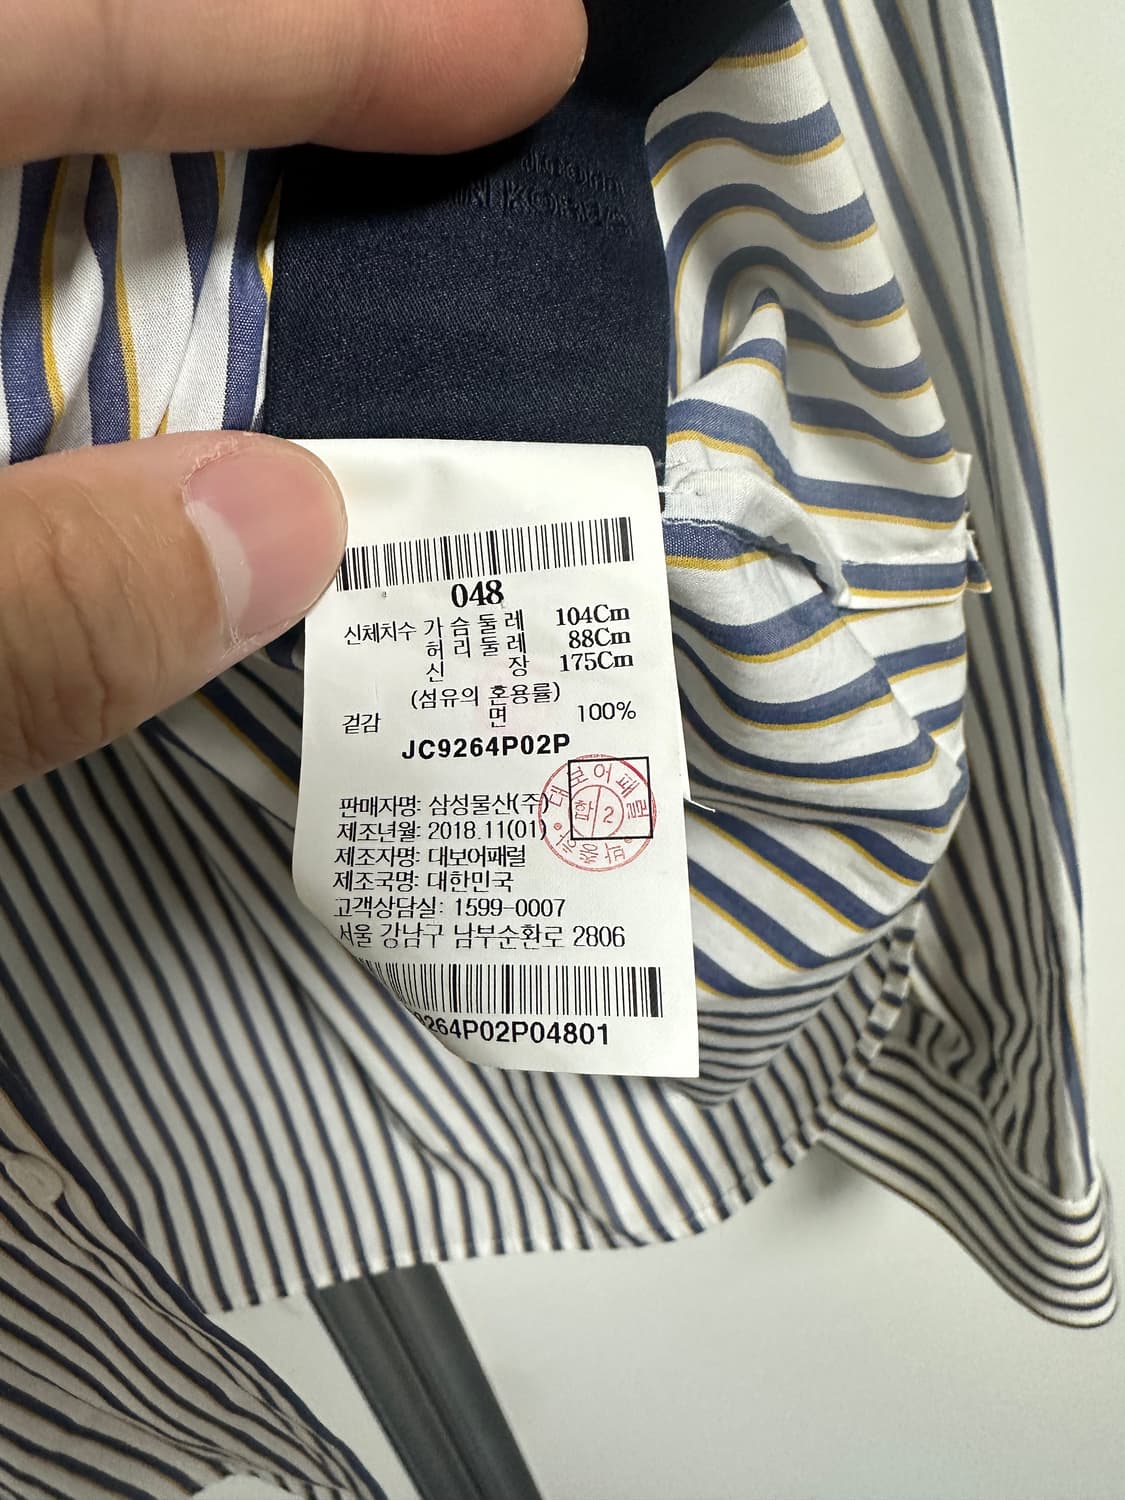 048
신체치수 가 슴 둘 레 104Cm
허 리 둘 레 88Cm
신 장 175Cm
(섬유의 혼용률)
겉감 면 100%
JC9264P02P
판매자명: 삼성물산(주)
제조년월: 2018.11(01)
제조자명: 대보어패럴
제조국명: 대한민국
고객상담실: 1599-0007
서울 강남구 남부순환로 2806
9264P02P04801
대보어패럴
합 2